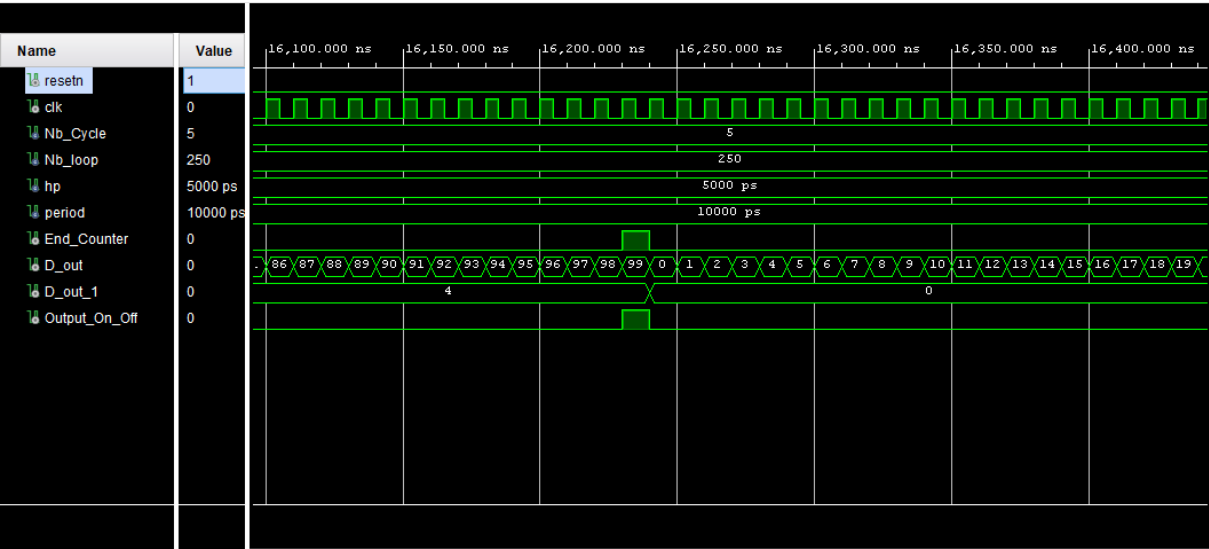 Name Value 16,100.000 ns 16,150.000 ns 16,200.000 ns 16,250.000 ns 16,300.000 ns 16,350.000 ns 16,400.000 ns
resetn 1
clk 0
Nb_Cycle 5 5
Nb_loop 250 250
hp 5000 ps 5000 ps
period 10000 ps 10000 ps
End_Counter 0
D_out 0 . 86 87 88 89 90 91 92 93 94 95 96 97 98 99 0 1 2 3 4 5 6 7 8 9 10 11 12 13 14 15 16 17 18 19
D_out_1 0 4 0
Output_On_Off 0